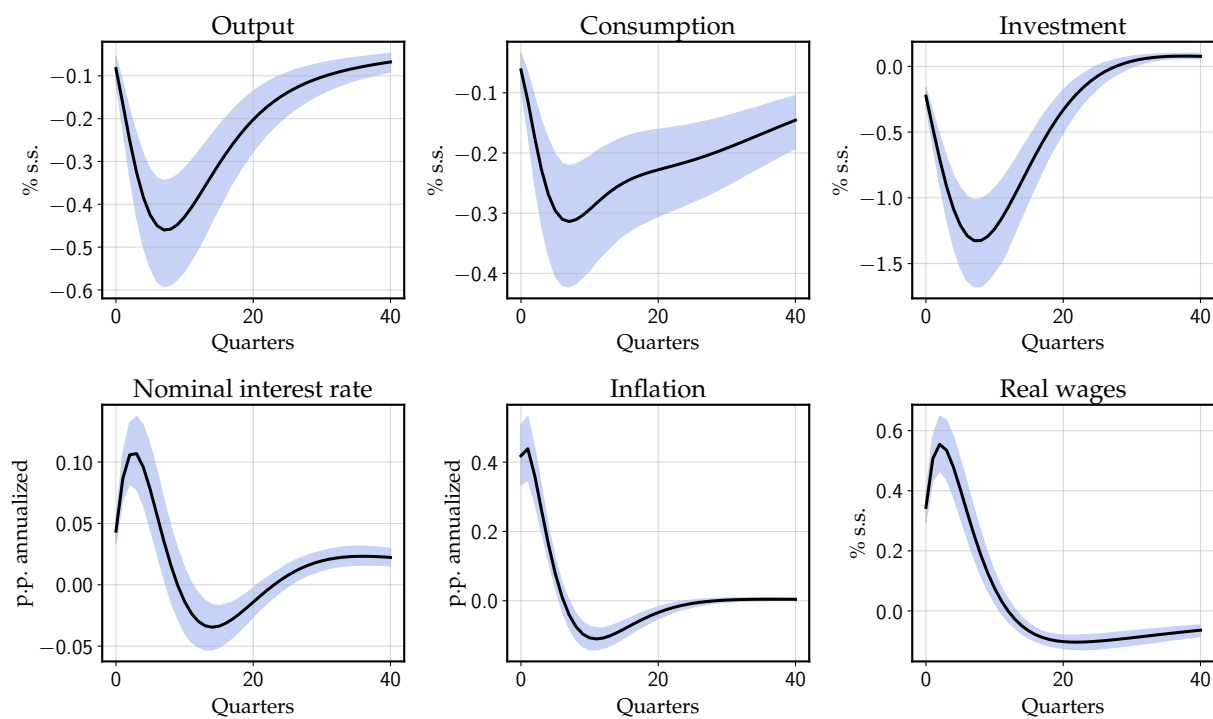 Output
−0.1
−0.2
−0.3
−0.4
−0.5
−0.6
% s.s.
0 20 40
Quarters
Consumption
−0.1
−0.2
−0.3
−0.4
% s.s.
0 20 40
Quarters
Investment
0.0
−0.5
−1.0
−1.5
% s.s.
0 20 40
Quarters
Nominal interest rate
0.10
0.05
0.00
−0.05
p.p. annualized
0 20 40
Quarters
Inflation
0.4
0.2
0.0
p.p. annualized
0 20 40
Quarters
Real wages
0.6
0.4
0.2
0.0
% s.s.
0 20 40
Quarters